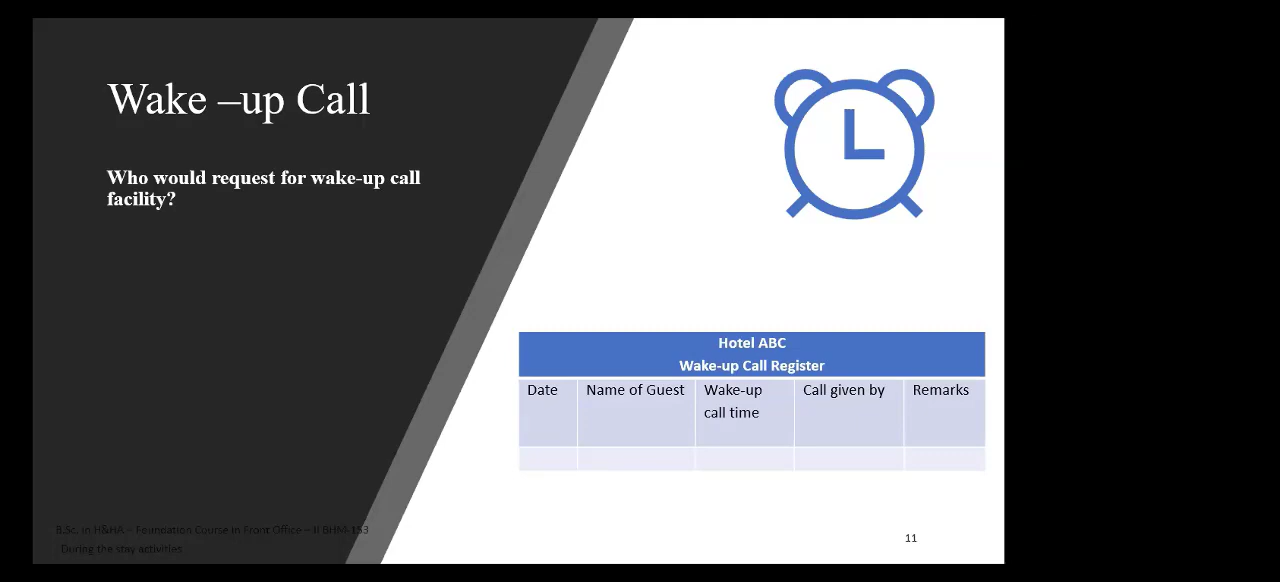 Wake –up Call
Who would request for wake-up call
facility?
Hotel ABC
Wake-up Call Register
Date
Name of Guest
Wake-up
call time
Call given by
Remarks
B.Sc. in H&HA – Foundation Course in Front Office – II BHM-153
During the stay activities
11